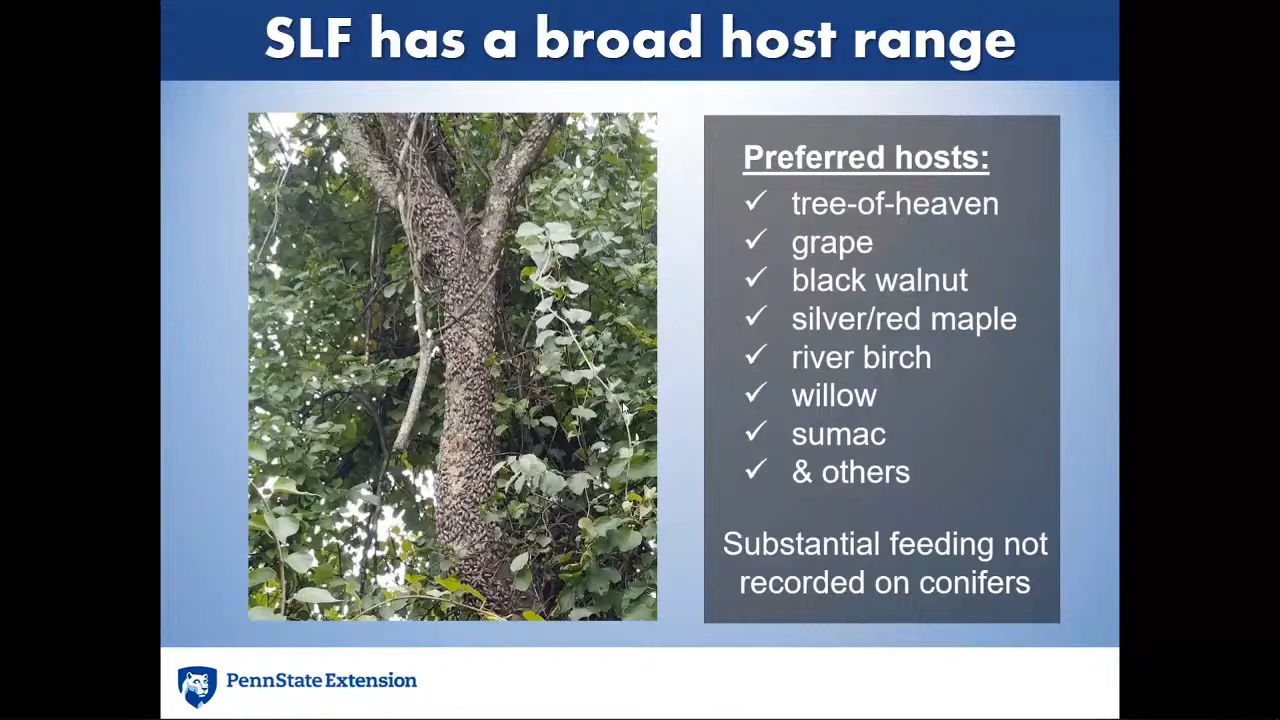 SLF has a broad host range
Preferred hosts:
✓ tree-of-heaven
✓ grape
✓ black walnut
✓ silver/red maple
✓ river birch
✓ willow
✓ sumac
✓ & others
Substantial feeding not
recorded on conifers
PennState Extension